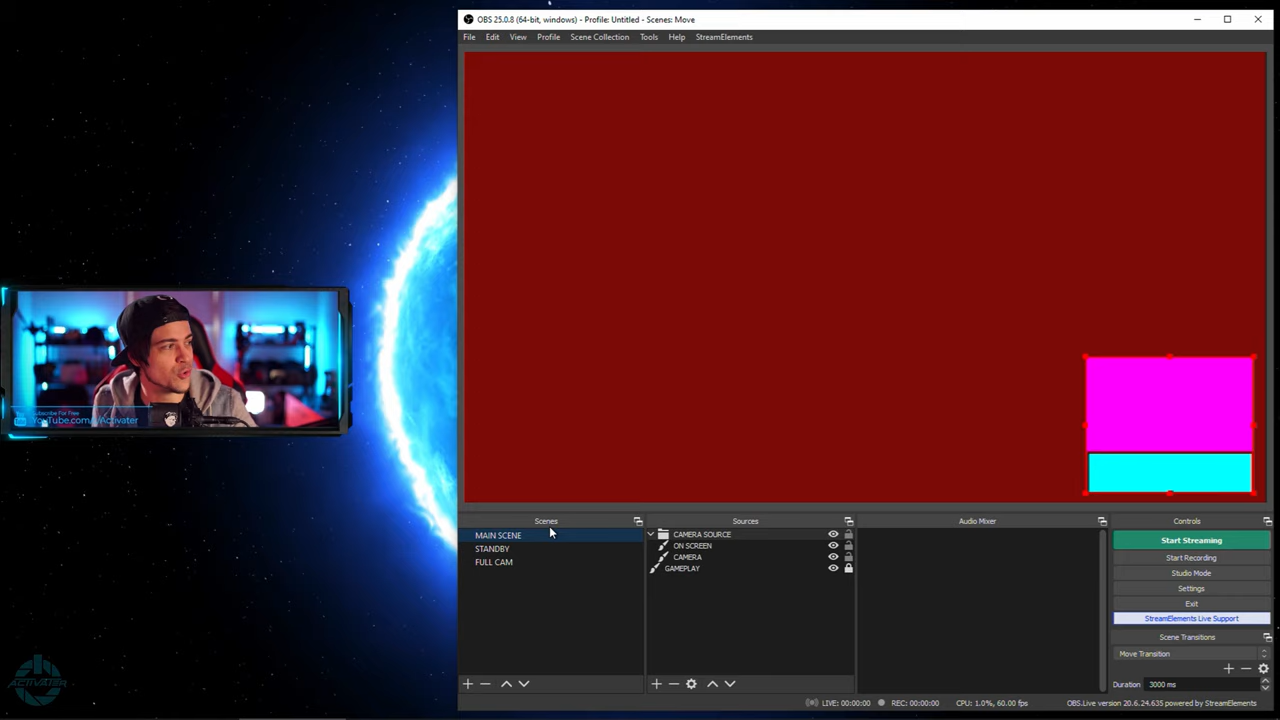 OBS 25.0.8 (64-bit, windows) - Profile: Untitled - Scenes: Move
File Edit View Profile Scene Collection Tools Help StreamElements
Subscribe For Free
YouTube.com/Activater
ACTIVATER
Scenes
MAIN SCENE
STANDBY
FULL CAM
Sources
CAMERA SOURCE
ON SCREEN
CAMERA
GAMEPLAY
Audio Mixer
Controls
Start Streaming
Start Recording
Studio Mode
Settings
Exit
StreamElements Live Support
Scene Transitions
Move Transition
Duration 3000 ms
LIVE: 00:00:00 REC: 00:00:00 CPU: 1.0%, 60.00 fps OBS.Live version 20.6.24.635 powered by StreamElements